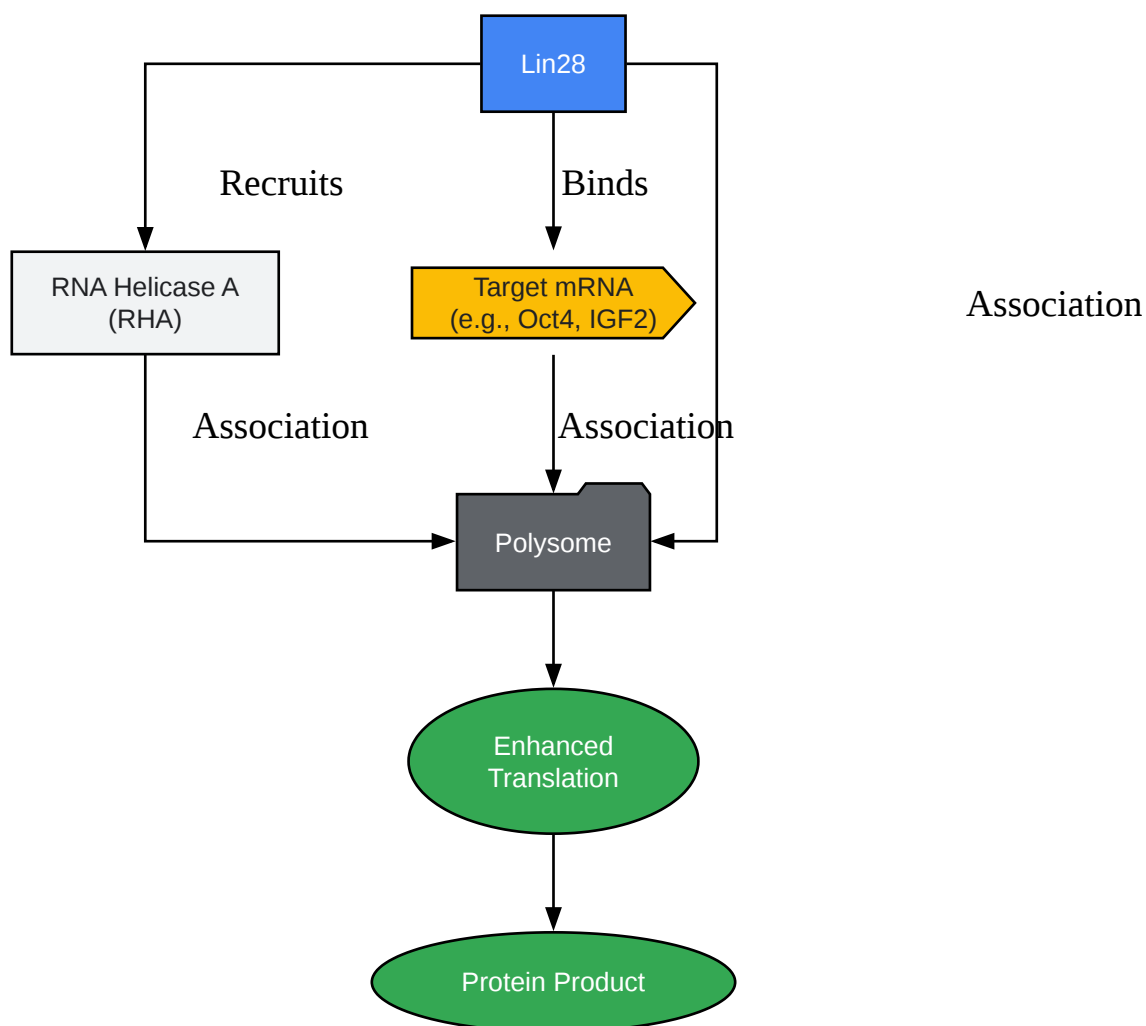 Lin28
Recruits
Binds
RNA Helicase A
(RHA)
Target mRNA
(e.g., Oct4, IGF2)
Association
Association
Association
Polysome
Enhanced
Translation
Protein Product